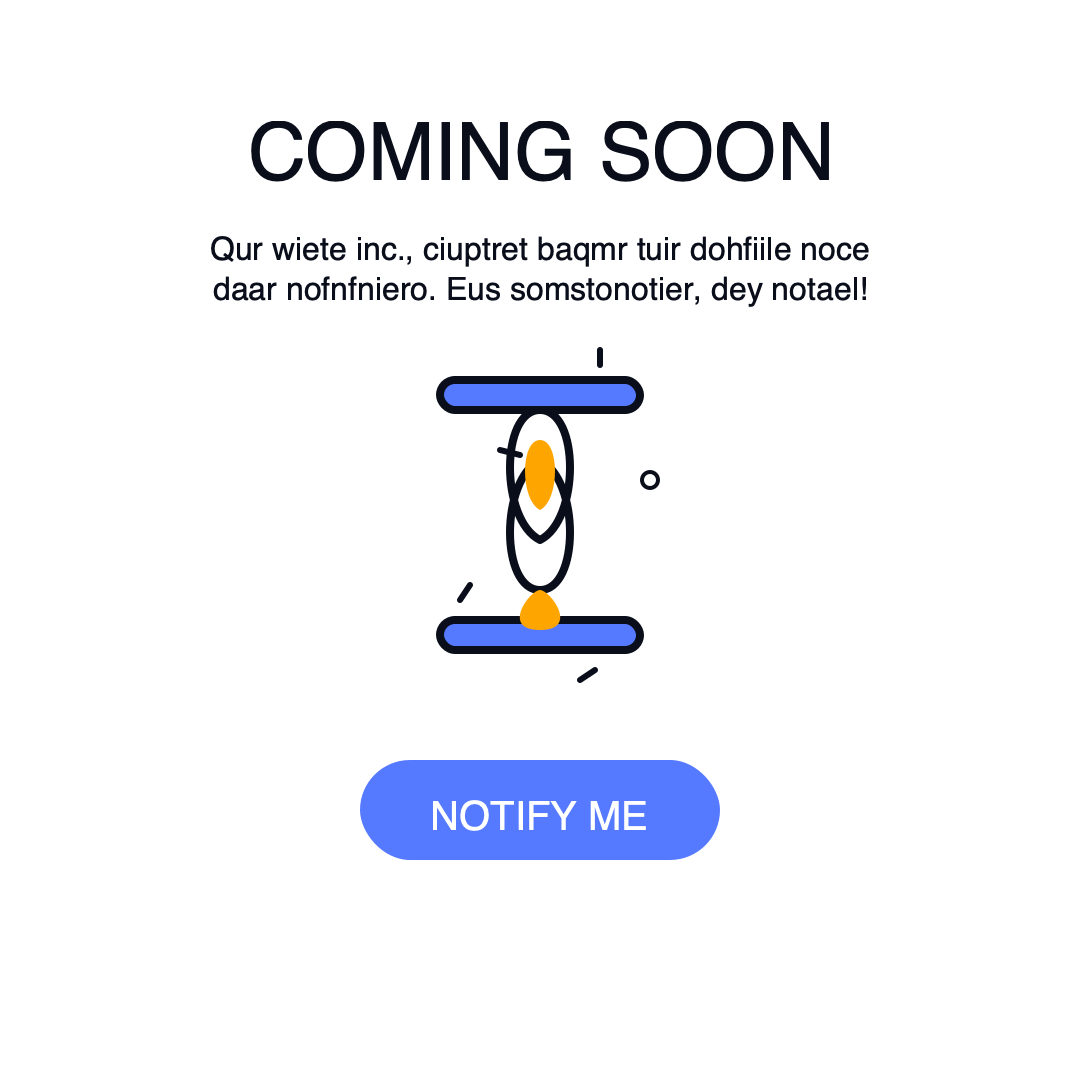 COMING SOON
Qur wiete inc., ciuptret baqmr tuir dohfiile noce
daar nofnfniero. Eus somstonotier, dey notael!
NOTIFY ME